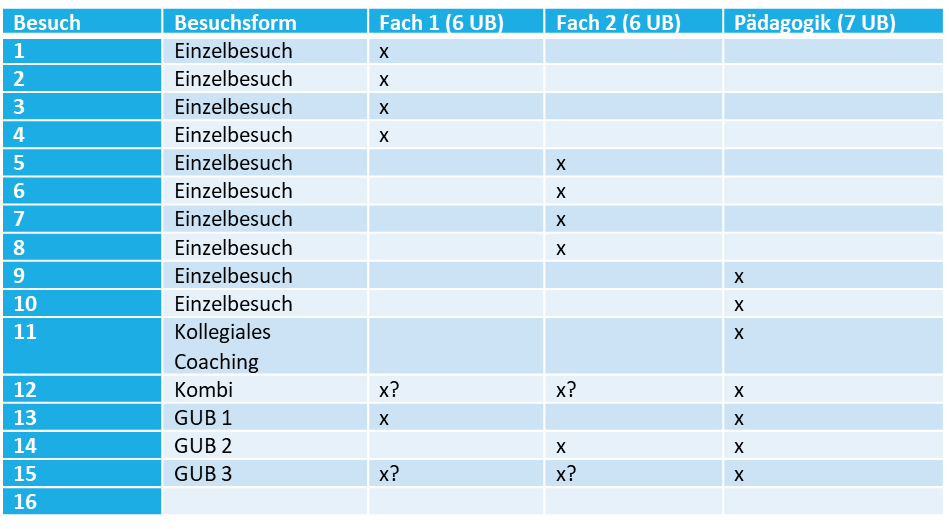 Besuch Besuchsform Fach 1 (6 UB) Fach 2 (6 UB) Pädagogik (7 UB)
1 Einzelbesuch x
2 Einzelbesuch x
3 Einzelbesuch x
4 Einzelbesuch x
5 Einzelbesuch x
6 Einzelbesuch x
7 Einzelbesuch x
8 Einzelbesuch x
9 Einzelbesuch x
10 Einzelbesuch x
11 Kollegiales x
Coaching
12 Kombi x? x? x
13 GUB 1 x x
14 GUB 2 x x
15 GUB 3 x? x? x
16